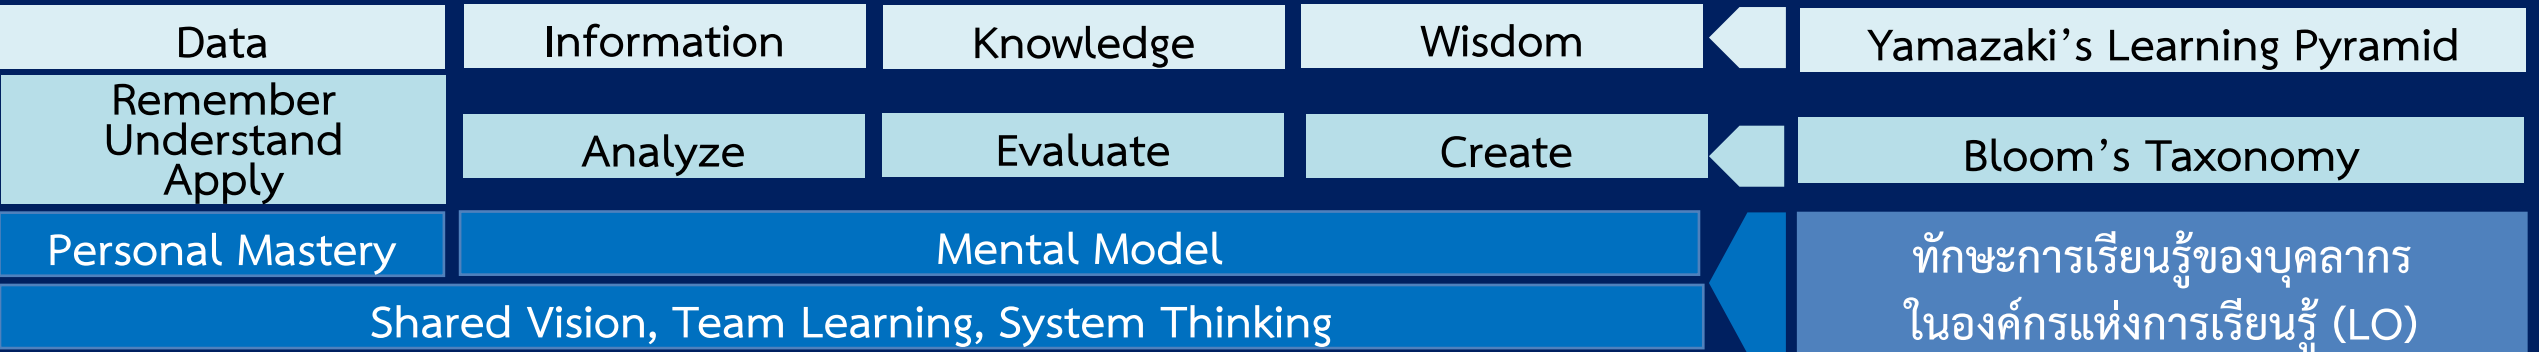 Data
Information
Knowledge
Wisdom
Yamazaki's Learning Pyramid
Remember
Understand
Apply
Analyze
Evaluate
Create
Bloom's Taxonomy
Personal Mastery
Mental Model
ทักษะการเรียนรู้ของบุคลากร
ในองค์กรแห่งการเรียนรู้ (LO)
Shared Vision, Team Learning, System Thinking